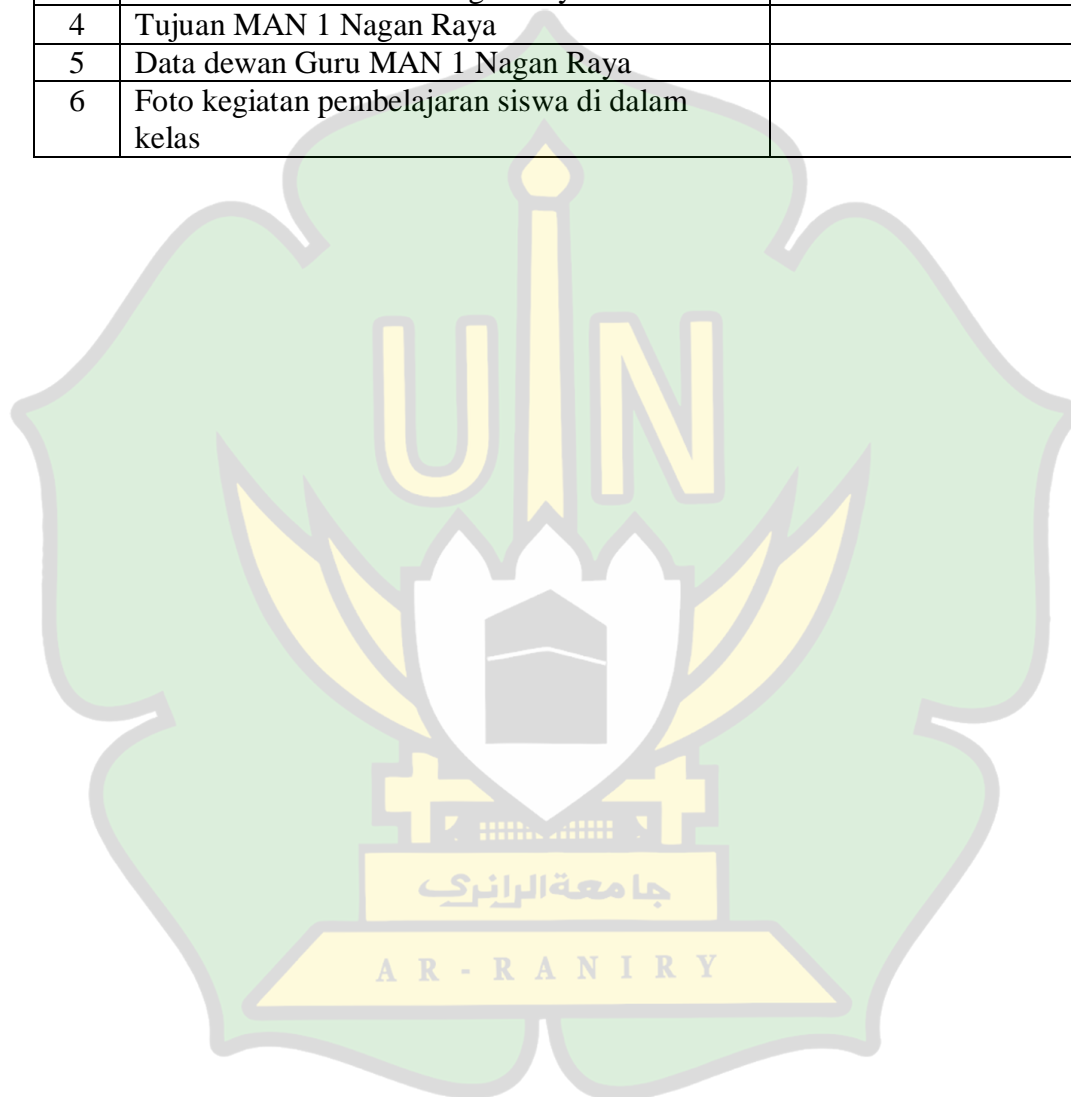 4 Tujuan MAN 1 Nagan Raya
5 Data dewan Guru MAN 1 Nagan Raya
6 Foto kegiatan pembelajaran siswa di dalam
kelas
UIN
جامعة الرانري
AR-RANIRY